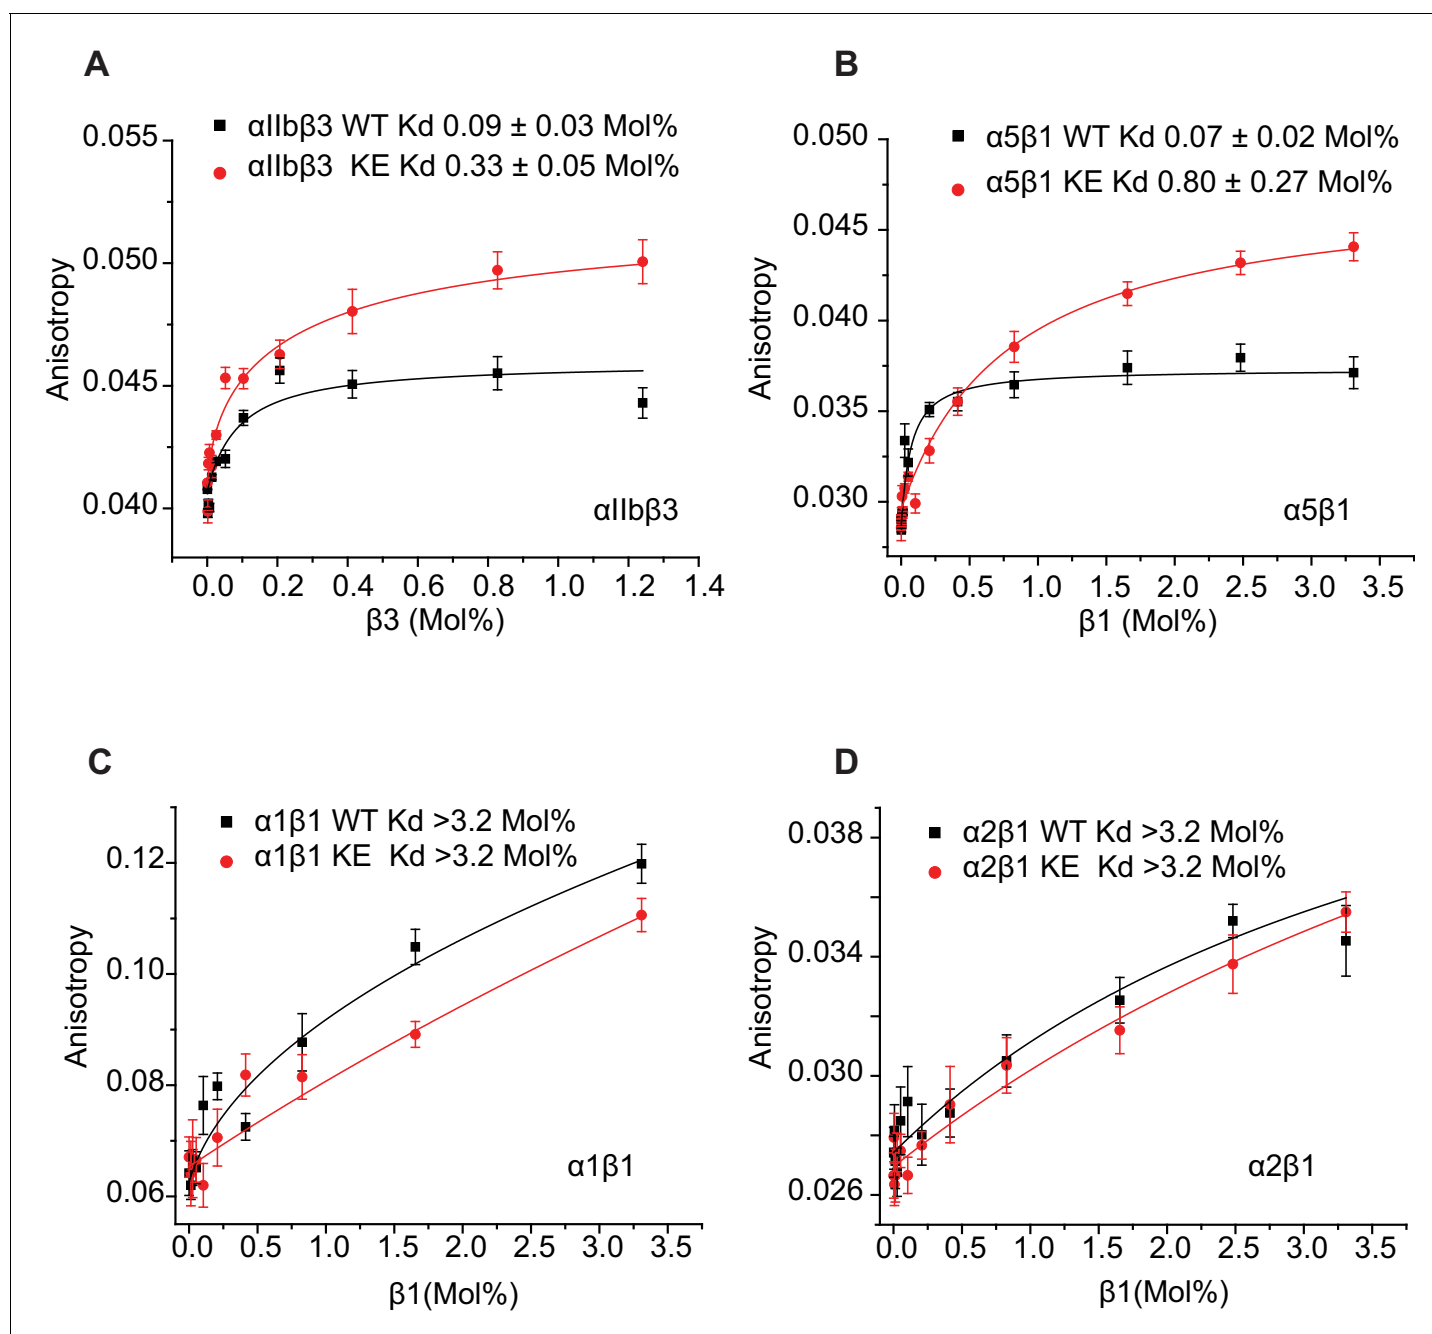 A
αIIbβ3 WT Kd 0.09 ± 0.03 Mol%
αIIbβ3 KE Kd 0.33 ± 0.05 Mol%
0.055
0.050
0.045
0.040
Anisotropy
αIIbβ3
0.0 0.2 0.4 0.6 0.8 1.0 1.2 1.4
β3 (Mol%)
B
α5β1 WT Kd 0.07 ± 0.02 Mol%
α5β1 KE Kd 0.80 ± 0.27 Mol%
0.050
0.045
0.040
0.035
0.030
Anisotropy
α5β1
0.0 0.5 1.0 1.5 2.0 2.5 3.0 3.5
β1 (Mol%)
C
α1β1 WT Kd >3.2 Mol%
α1β1 KE Kd >3.2 Mol%
0.12
0.10
0.08
0.06
Anisotropy
α1β1
0.0 0.5 1.0 1.5 2.0 2.5 3.0 3.5
β1(Mol%)
D
α2β1 WT Kd >3.2 Mol%
α2β1 KE Kd >3.2 Mol%
0.038
0.034
0.030
0.026
Anisotropy
α2β1
0.0 0.5 1.0 1.5 2.0 2.5 3.0 3.5
β1(Mol%)